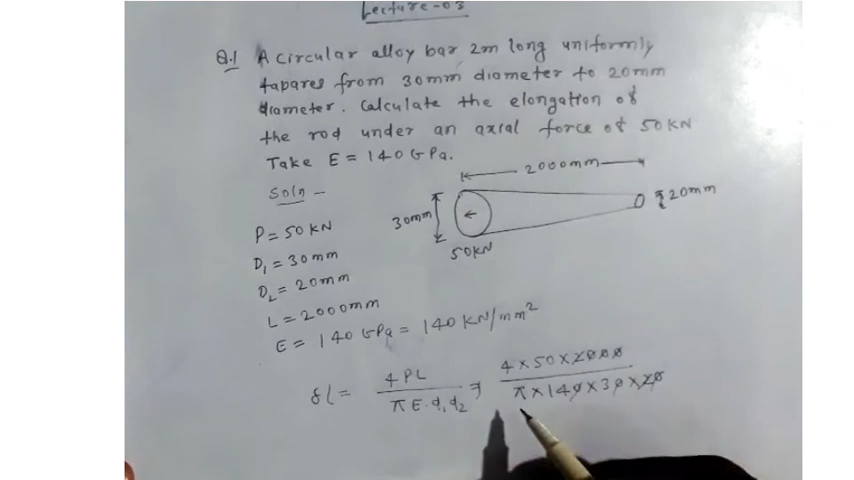 Lecture-03
Q.1 A circular alloy bar 2m long uniformly
tapares from 30mm diameter to 20mm
diameter. Calculate the elongation of
the rod under an axial force of 50KN
Take E = 140 GPa.
Soln -
2000mm
30mm
20mm
50KN
P = 50 KN
D₁ = 30mm
D₂ = 20mm
L = 2000mm
E = 140 GPa = 140 KN/mm²
δl = 4PL / πE.d₁d₂ ⇒ 4×50×2000 / π×140×30×20